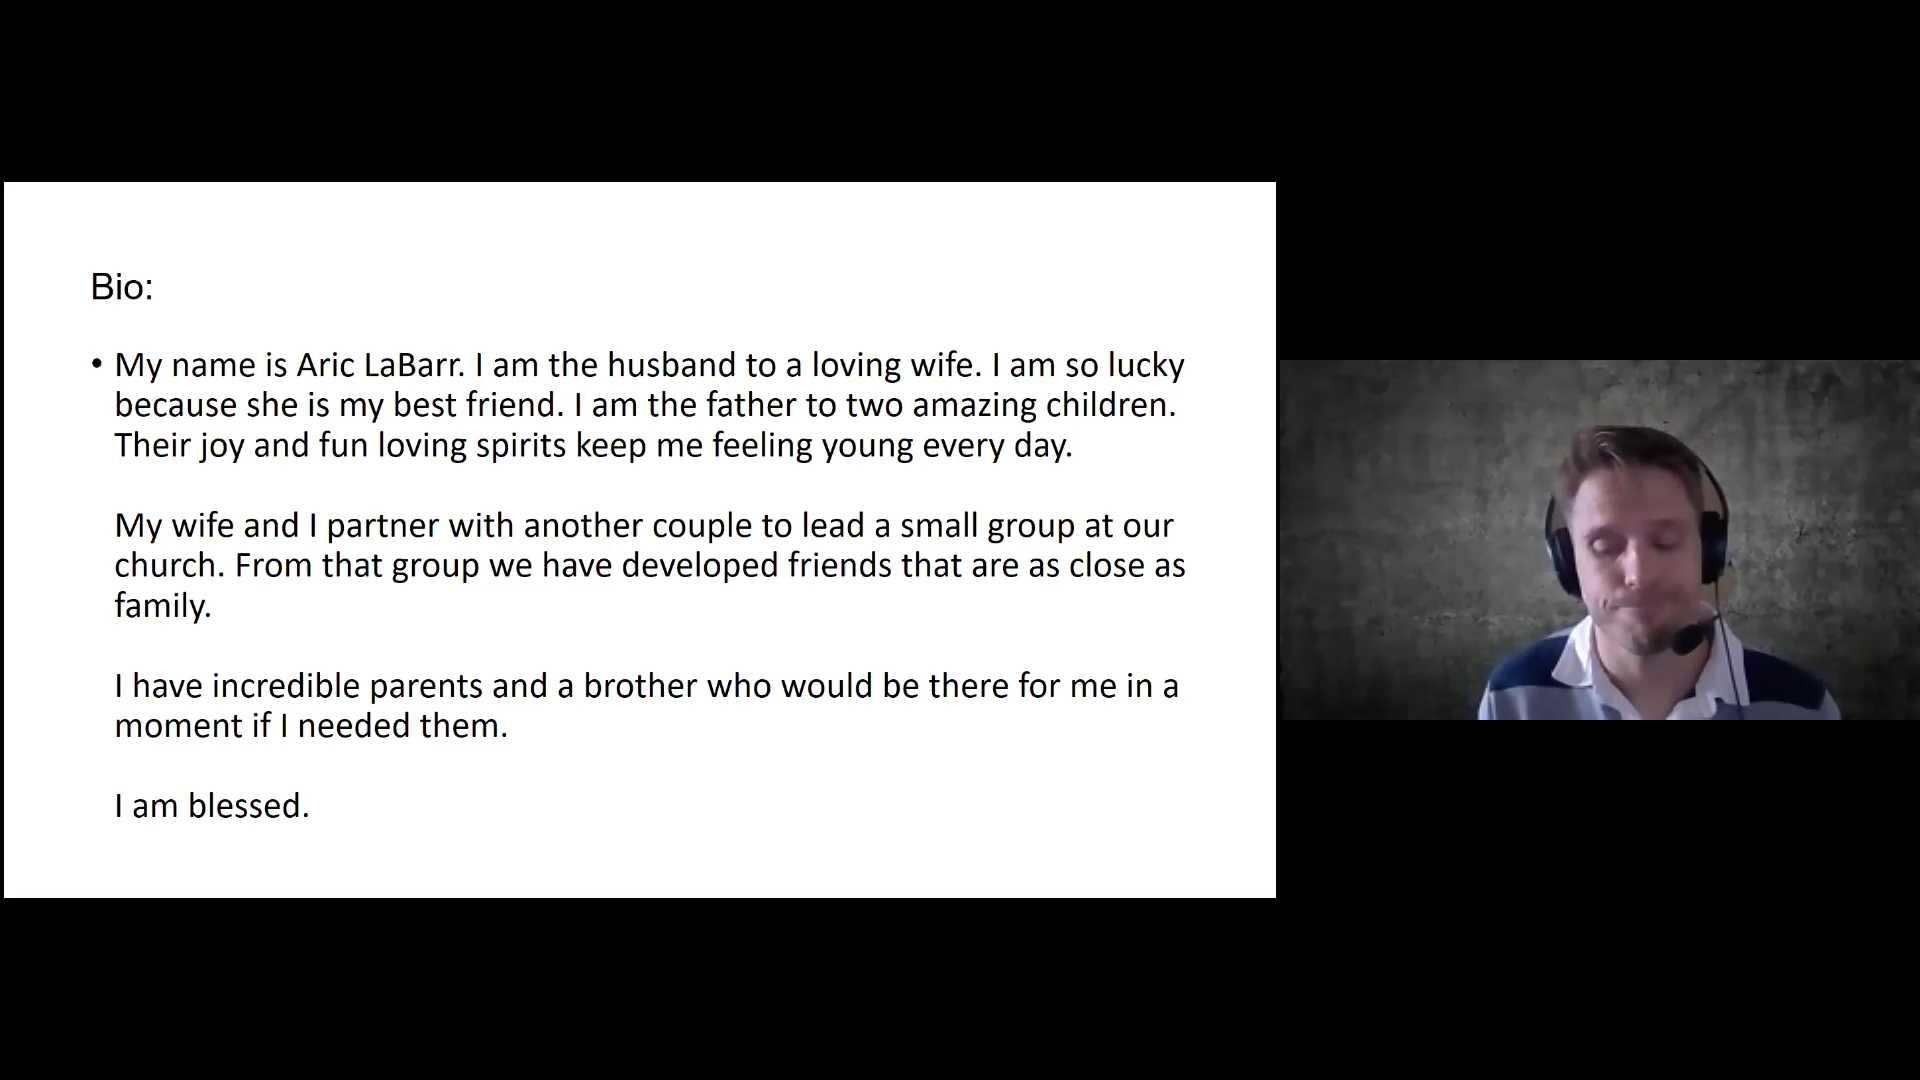 Bio:
• My name is Aric LaBarr. I am the husband to a loving wife. I am so lucky
because she is my best friend. I am the father to two amazing children.
Their joy and fun loving spirits keep me feeling young every day.
My wife and I partner with another couple to lead a small group at our
church. From that group we have developed friends that are as close as
family.
I have incredible parents and a brother who would be there for me in a
moment if I needed them.
I am blessed.